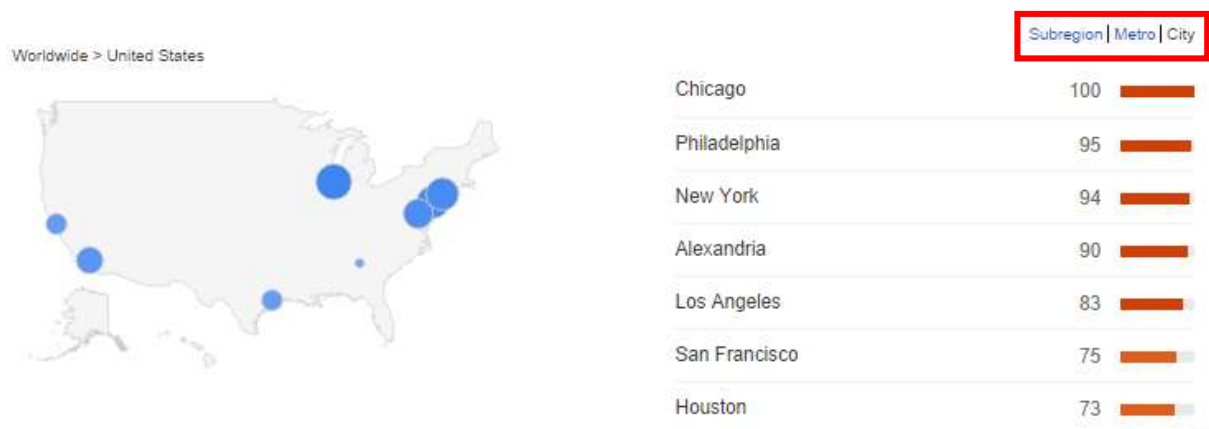 Subregion | Metro | City
Worldwide > United States
Chicago 100
Philadelphia 95
New York 94
Alexandria 90
Los Angeles 83
San Francisco 75
Houston 73